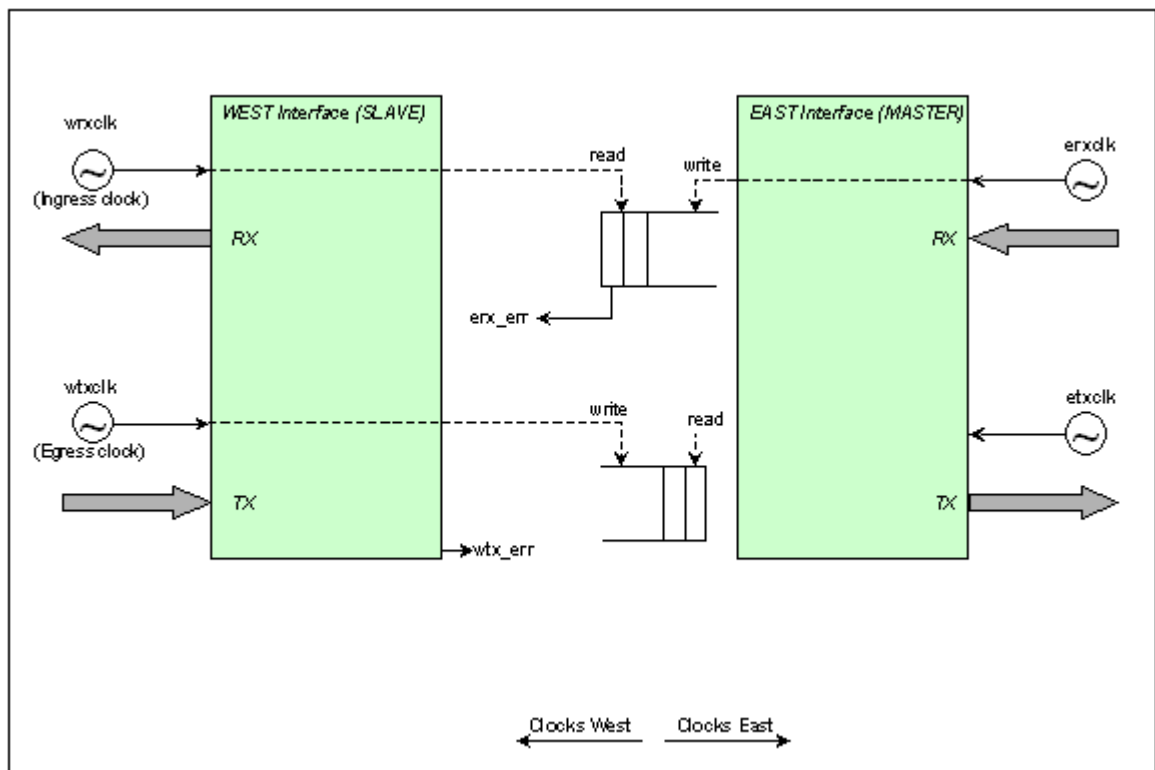 WEST Interface (SLAVE)
EAST Interface (MASTER)
wrxclk
erxclk
read
write
(Ingress clock)
RX
RX
erx_err
wtxclk
etxclk
write
read
(Egress clock)
TX
TX
wtx_err
Clocks West
Clocks East